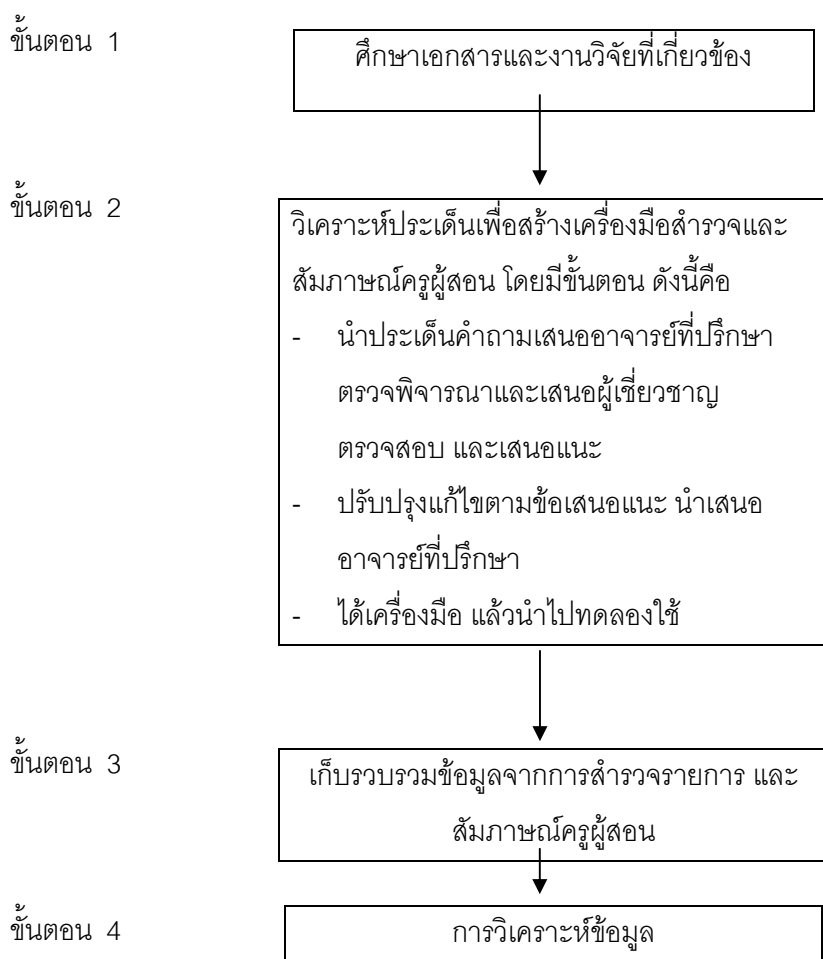 ขั้นตอน 1
ศึกษาเอกสารและงานวิจัยที่เกี่ยวข้อง
ขั้นตอน 2
วิเคราะห์ประเด็นเพื่อสร้างเครื่องมือสำรวจและ
สัมภาษณ์ครูผู้สอน โดยมีขั้นตอน ดังนี้คือ
- นำประเด็นคำถามเสนออาจารย์ที่ปรึกษา
ตรวจพิจารณาและเสนอผู้เชี่ยวชาญ
ตรวจสอบ และเสนอแนะ
- ปรับปรุงแก้ไขตามข้อเสนอแนะ นำเสนอ
อาจารย์ที่ปรึกษา
- ได้เครื่องมือ แล้วนำไปทดลองใช้
ขั้นตอน 3
เก็บรวบรวมข้อมูลจากการสำรวจรายการ และ
สัมภาษณ์ครูผู้สอน
ขั้นตอน 4
การวิเคราะห์ข้อมูล